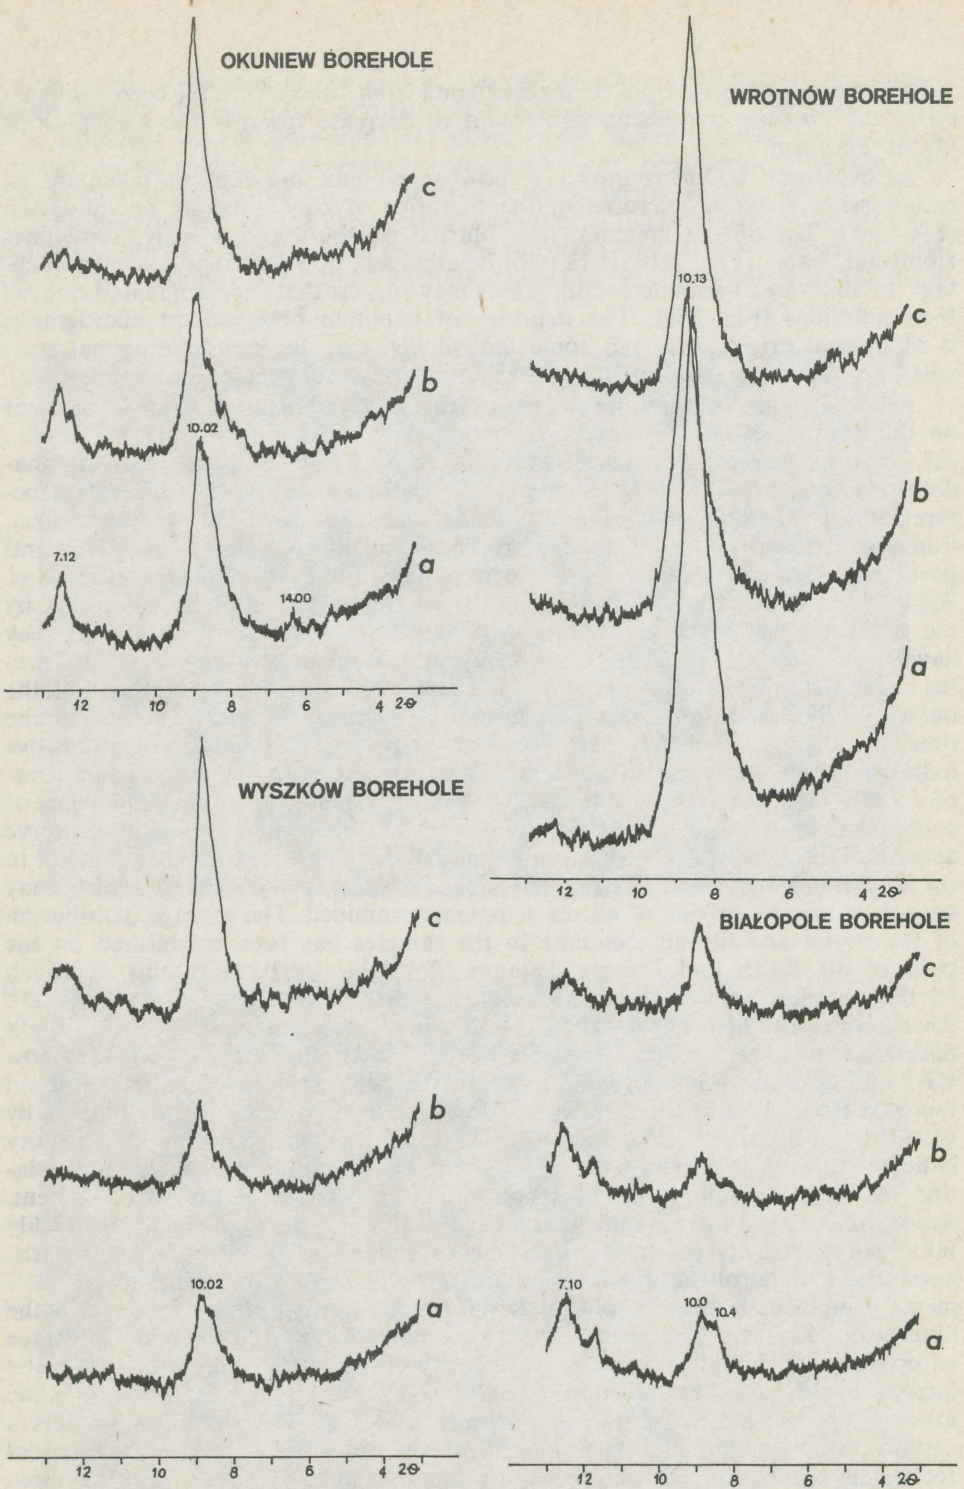 OKUNIEW BOREHOLE
c
b
10.02
7.12
14.00
a
12 10 8 6 4 2θ
WROTNÓW BOREHOLE
c
10,13
b
a
12 10 8 6 4 2θ
WYSZKÓW BOREHOLE
c
b
10.02
a
12 10 8 6 4 2θ
BIAŁOPOLE BOREHOLE
c
b
7.10
10.0
10.4
a
12 10 8 6 4 2θ